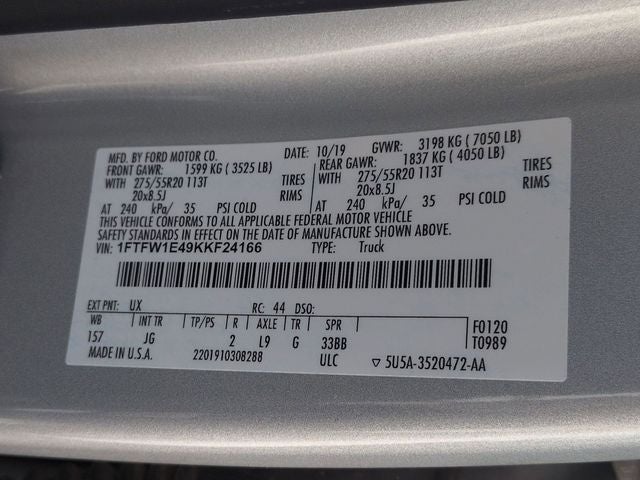 MFD. BY FORD MOTOR CO. DATE: 10/19 GVWR: 3198 KG ( 7050 LB)
FRONT GAWR: 1599 KG ( 3525 LB) REAR GAWR: 1837 KG ( 4050 LB)
WITH 275/55R20 113T TIRES WITH 275/55R20 113T TIRES
20x8.5J RIMS 20x8.5J RIMS
AT 240 kPa/ 35 PSI COLD AT 240 kPa/ 35 PSI COLD
THIS VEHICLE CONFORMS TO ALL APPLICABLE FEDERAL MOTOR VEHICLE
SAFETY STANDARDS IN EFFECT ON THE DATE OF MANUFACTURE SHOWN ABOVE.
VIN: 1FTFW1E49KKF24166 TYPE: Truck
EXT PNT: UX RC: 44 DSO:
WB INT TR TP/PS R AXLE TR SPR F0120
157 JG 2 L9 G 33BB T0989
MADE IN U.S.A. 2201910308288 ULC ▽ 5U5A-3520472-AA